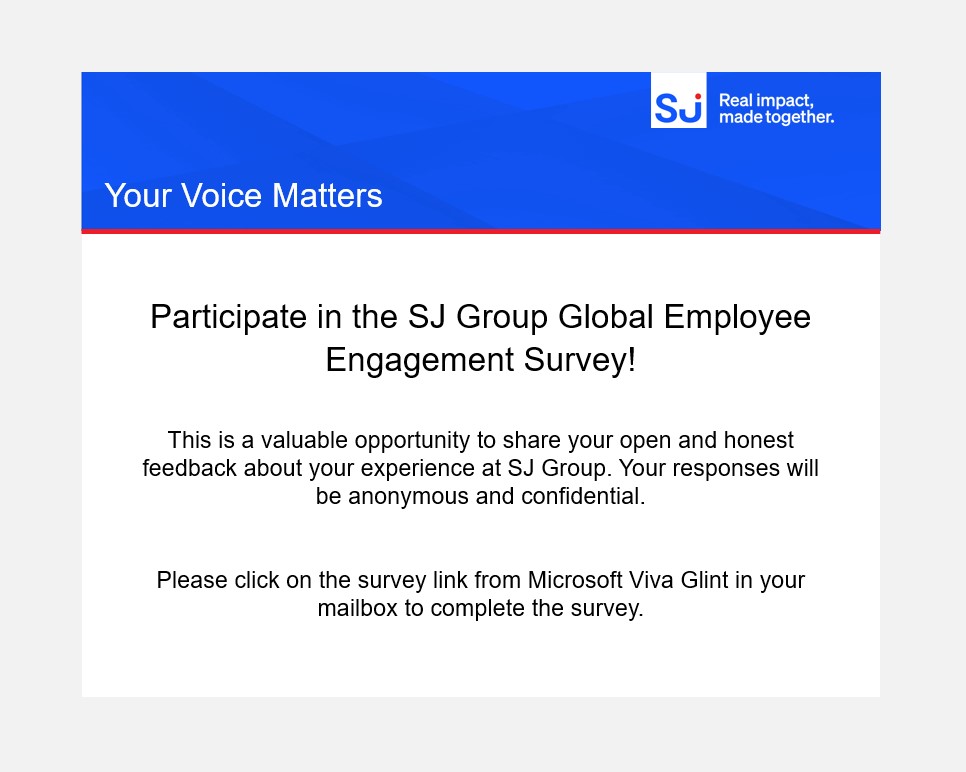 SJ
Real impact,
made together.
Your Voice Matters
Participate in the SJ Group Global Employee
Engagement Survey!
This is a valuable opportunity to share your open and honest
feedback about your experience at SJ Group. Your responses will
be anonymous and confidential.
Please click on the survey link from Microsoft Viva Glint in your
mailbox to complete the survey.